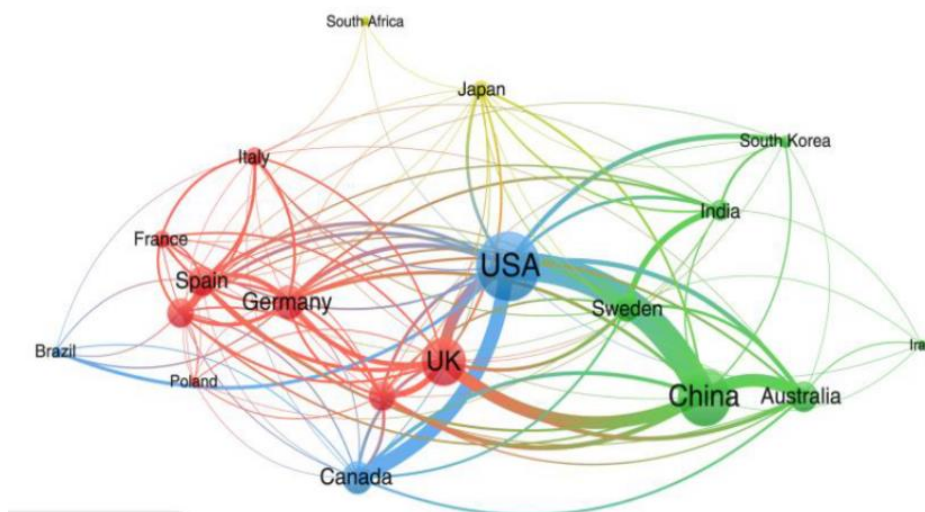 South Africa
Japan
South Korea
Italy
India
France
USA
Spain
Germany
Sweden
UK
Brazil
Poland
China
Australia
Canada